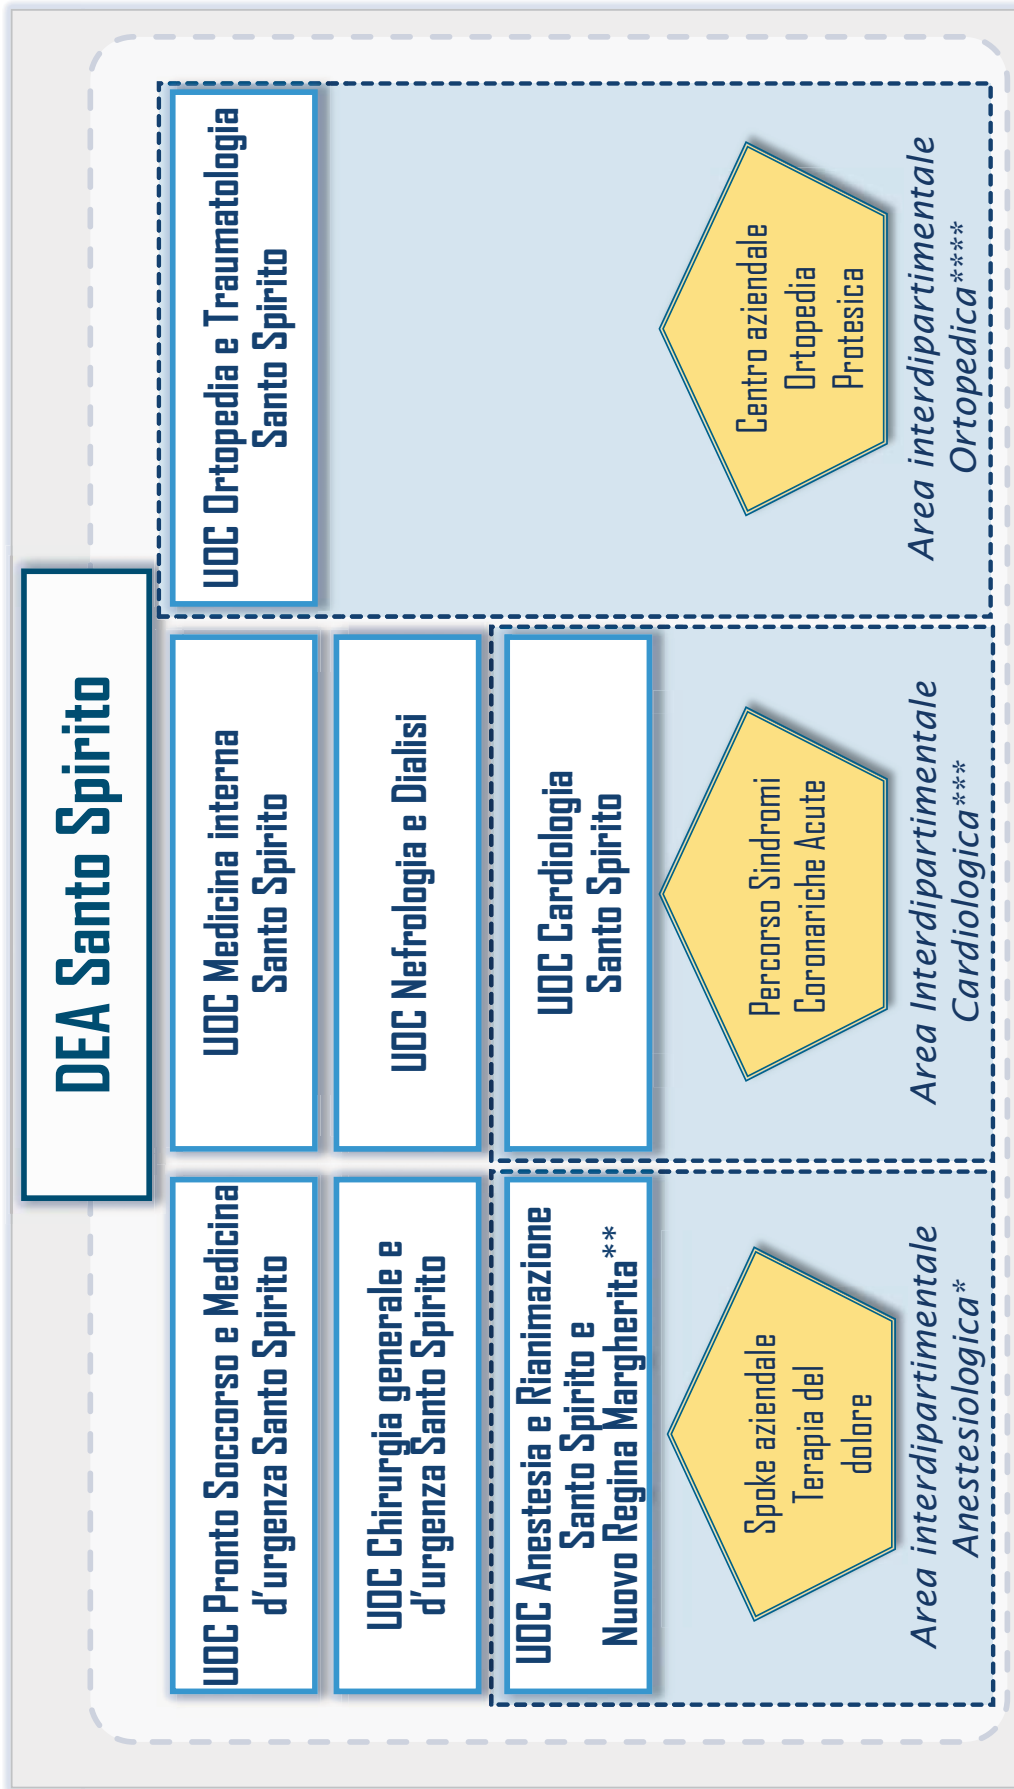 DEA Santo Spirito
UOC Pronto Soccorso e Medicina
d'urgenza Santo Spirito
UOC Medicina interna
Santo Spirito
UOC Ortopedia e Traumatologia
Santo Spirito
UOC Chirurgia generale e
d'urgenza Santo Spirito
UOC Nefrologia e Dialisi
UOC Anestesia e Rianimazione
Santo Spirito e
Nuovo Regina Margherita**
UOC Cardiologia
Santo Spirito
Spoke aziendale
Terapia del
dolore
Percorso Sindromi
Coronariche Acute
Centro aziendale
Ortopedia
Protesica
Area interdipartimentale
Anestesiologica*
Area Interdipartimentale
Cardiologica***
Area interdipartimentale
Ortopedica****